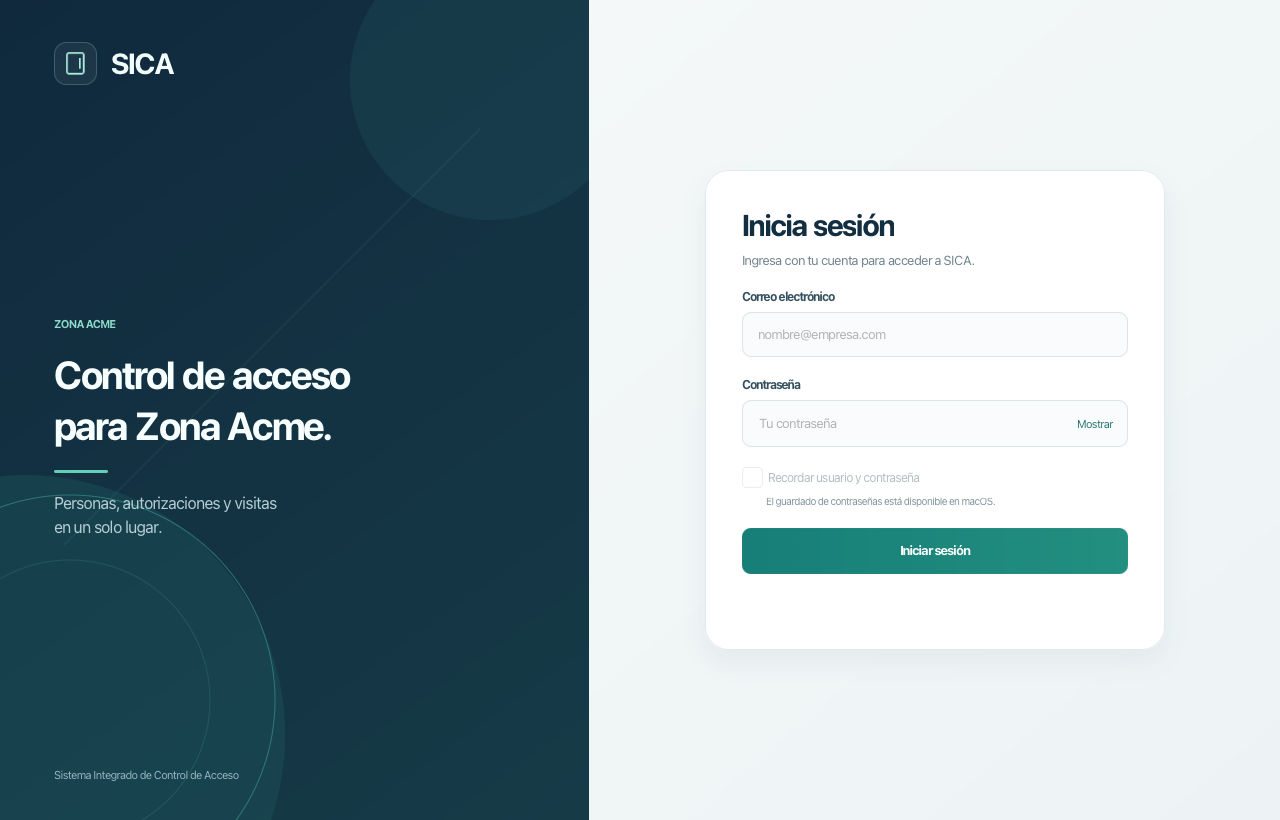 SICA
ZONA ACME
Control de acceso
para Zona Acme.
Personas, autorizaciones y visitas
en un solo lugar.
Sistema Integrado de Control de Acceso
Inicia sesión
Ingresa con tu cuenta para acceder a SICA.
Correo electrónico
nombre@empresa.com
Contraseña
Tu contraseña
Mostrar
Recordar usuario y contraseña
El guardado de contraseñas está disponible en macOS.
Iniciar sesión